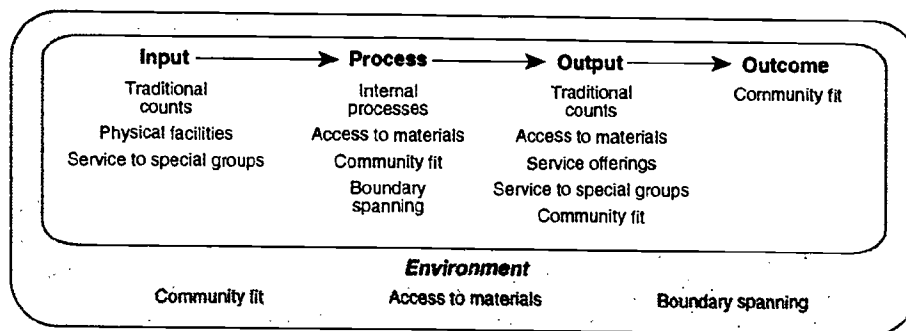 Input Process Output Outcome
Traditional counts
Physical facilities
Service to special groups
Internal processes
Access to materials
Community fit
Boundary spanning
Traditional counts
Access to materials
Service offerings
Service to special groups
Community fit
Community fit
Environment
Community fit Access to materials Boundary spanning